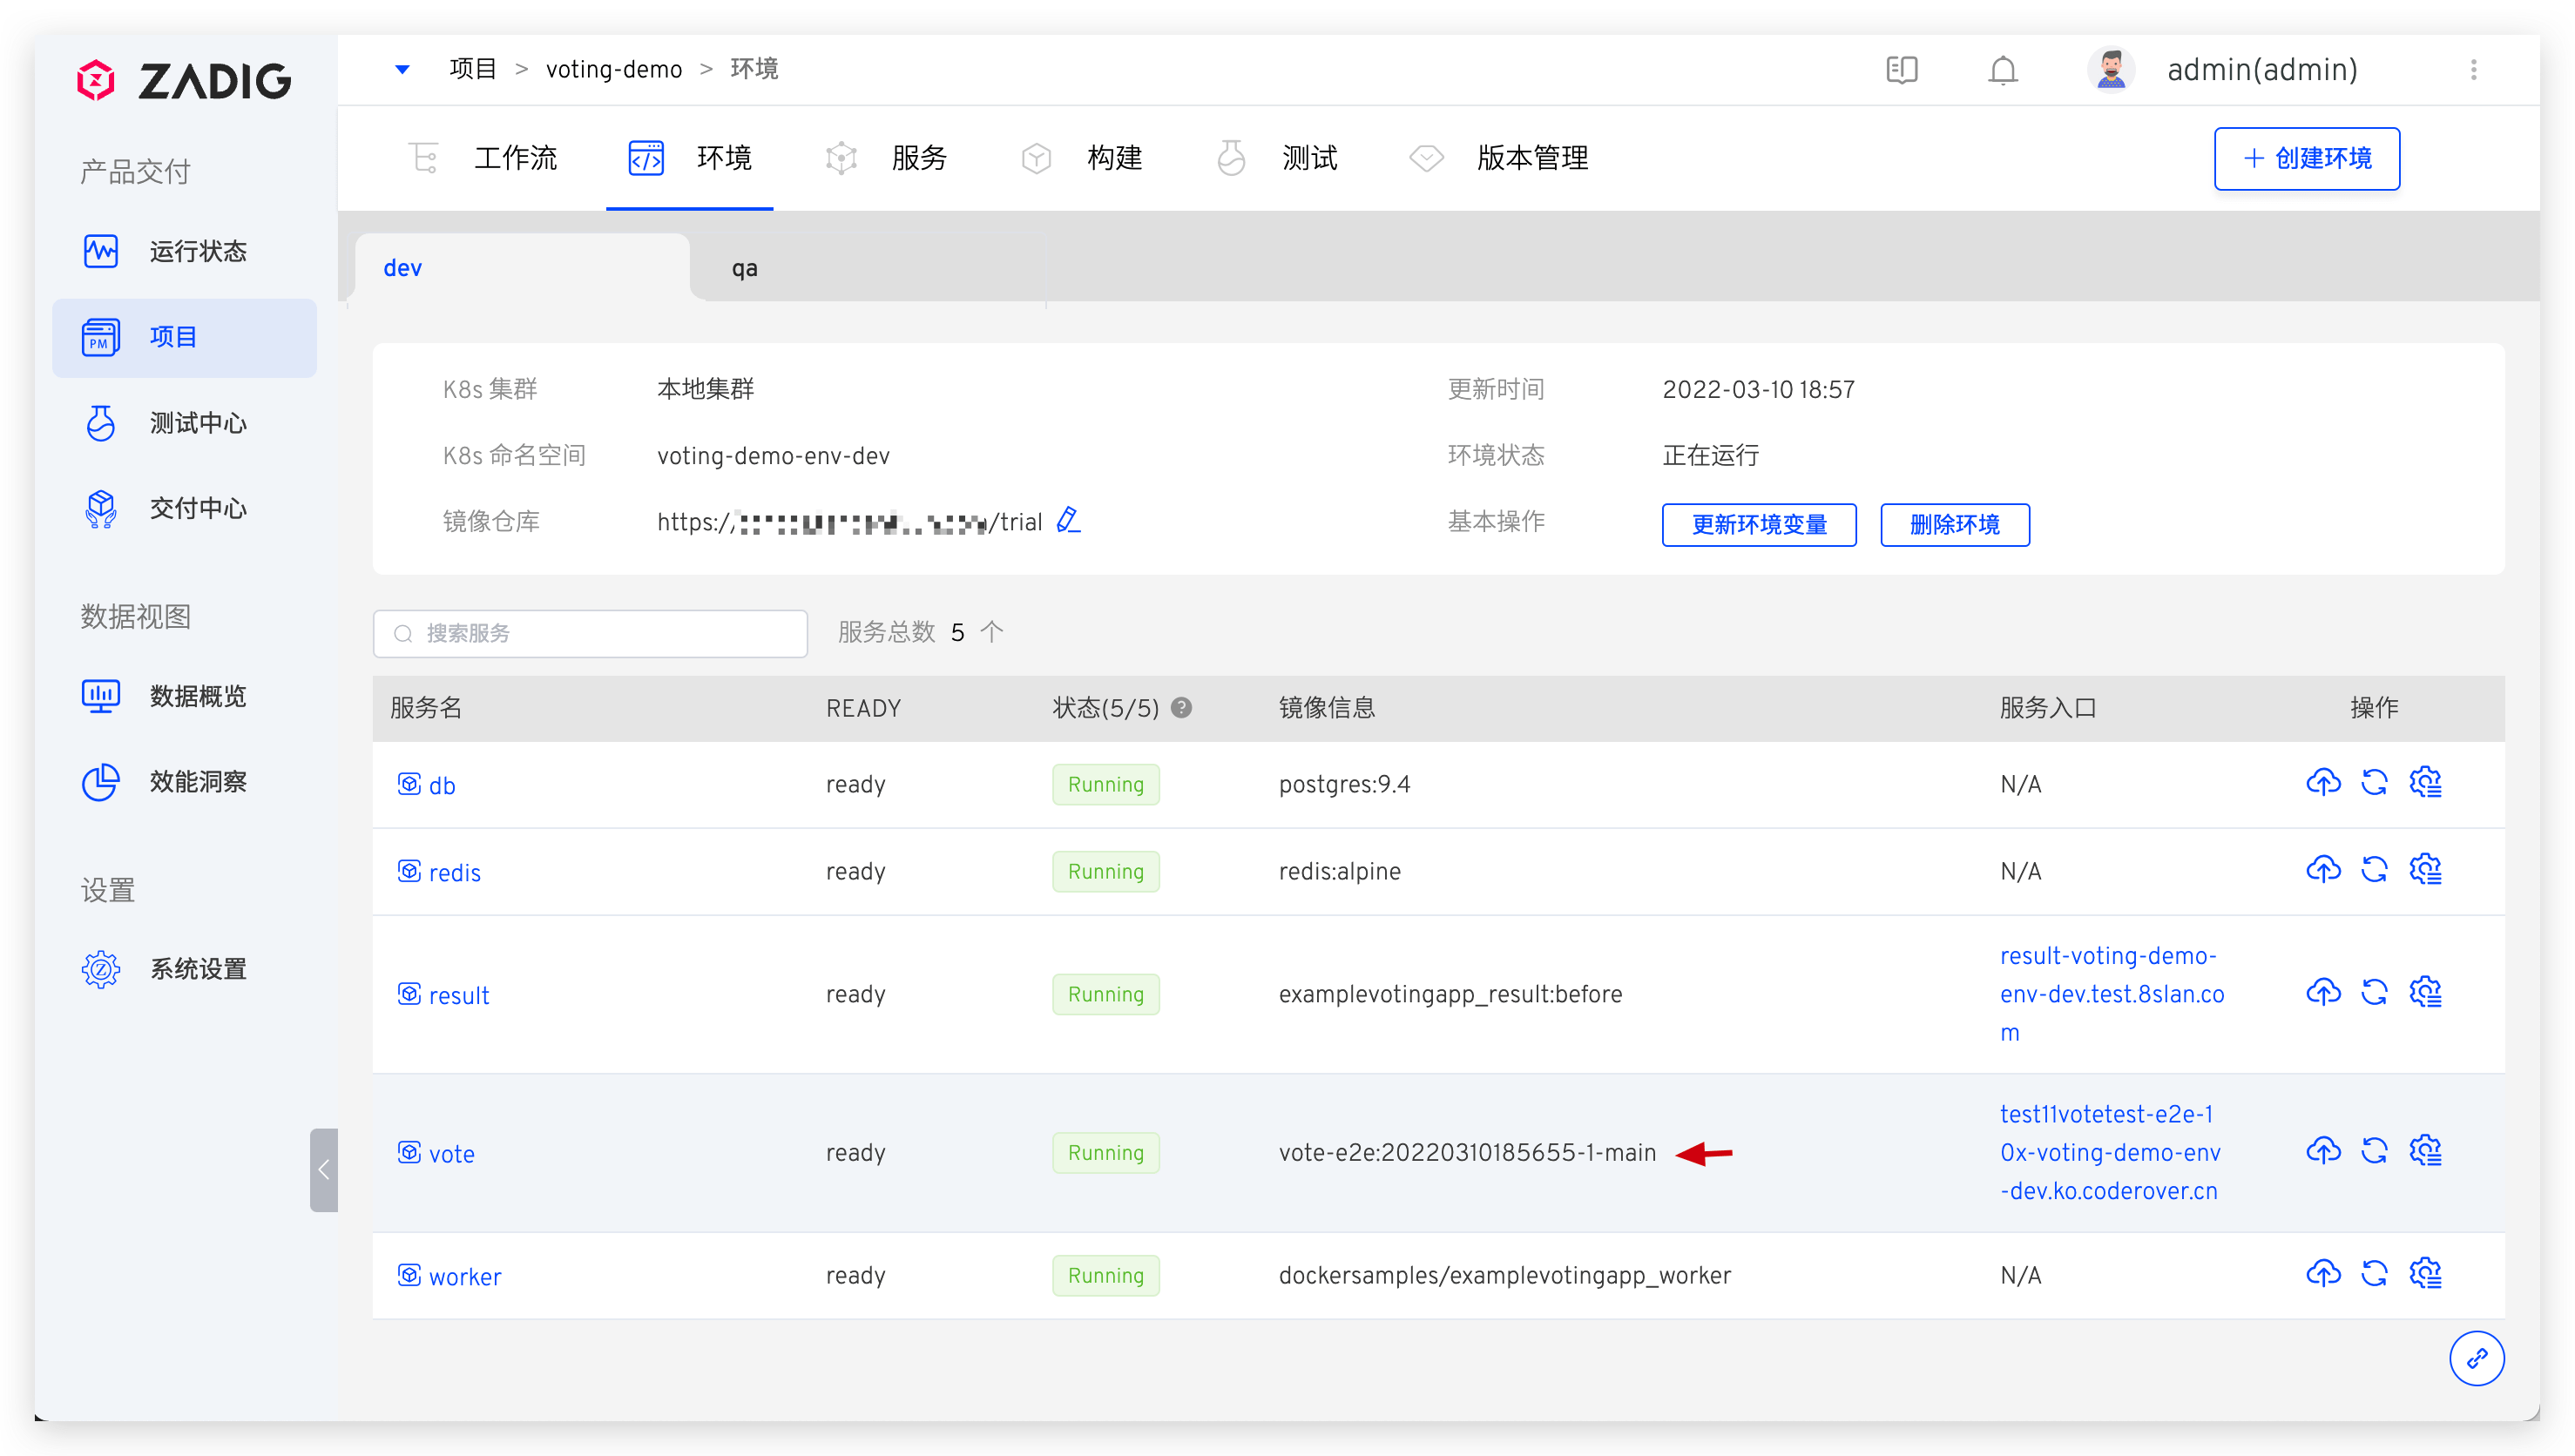 ZADIG
项目 > voting-demo > 环境
admin(admin)
工作流
环境
服务
构建
测试
版本管理
+ 创建环境
产品交付
运行状态
项目
PM
测试中心
交付中心
数据视图
数据概览
效能洞察
设置
系统设置
dev
qa
K8s 集群 本地集群
更新时间 2022-03-10 18:57
K8s 命名空间 voting-demo-env-dev
环境状态 正在运行
镜像仓库 https:// /trial
基本操作 更新环境变量 删除环境
搜索服务
服务总数 5 个
服务名 READY 状态(5/5) ? 镜像信息 服务入口 操作
db ready Running postgres:9.4 N/A
redis ready Running redis:alpine N/A
result ready Running examplevotingapp_result:before
result-voting-demo-
env-dev.test.8slan.co
m
vote ready Running vote-e2e:20220310185655-1-main
test11votetest-e2e-1
0x-voting-demo-env
-dev.ko.coderover.cn
worker ready Running dockersamples/examplevotingapp_worker N/A